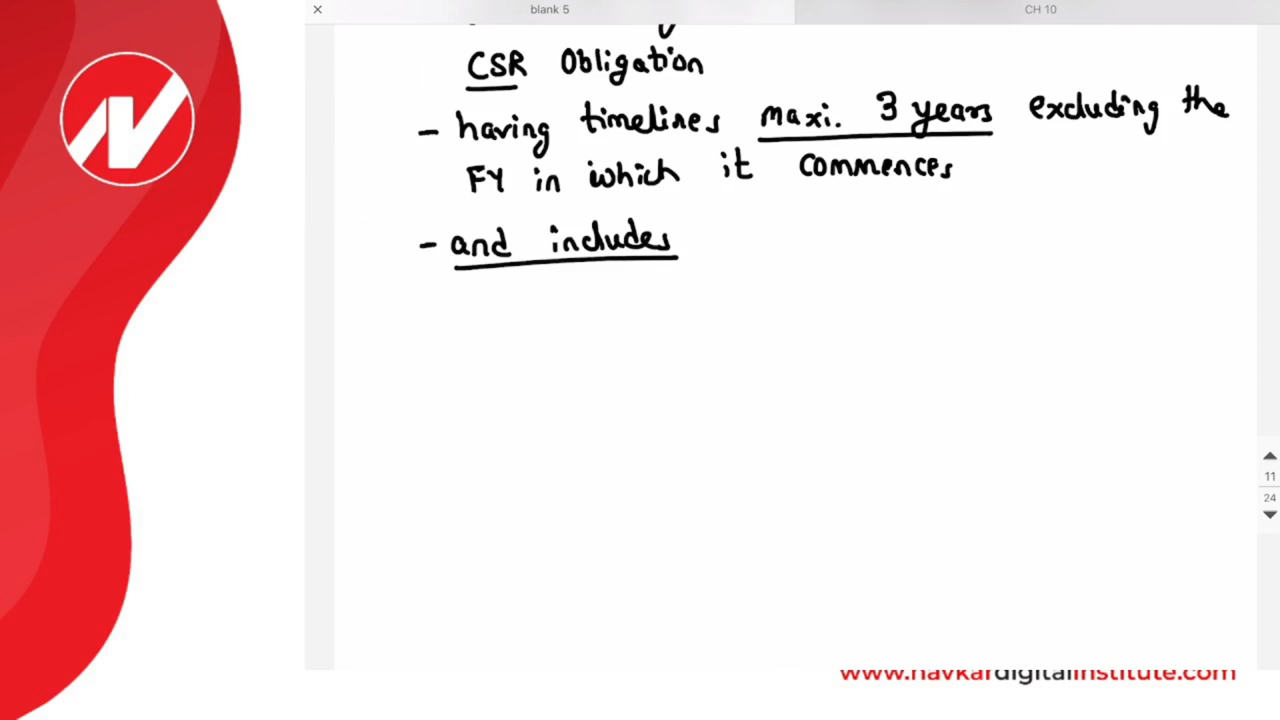 blank 5
CH 10
CSR Obligation
- having timelines maxi. 3 years excluding the
FY in which it commences
- and includes
11
24
www.navkardigitalinstitute.com